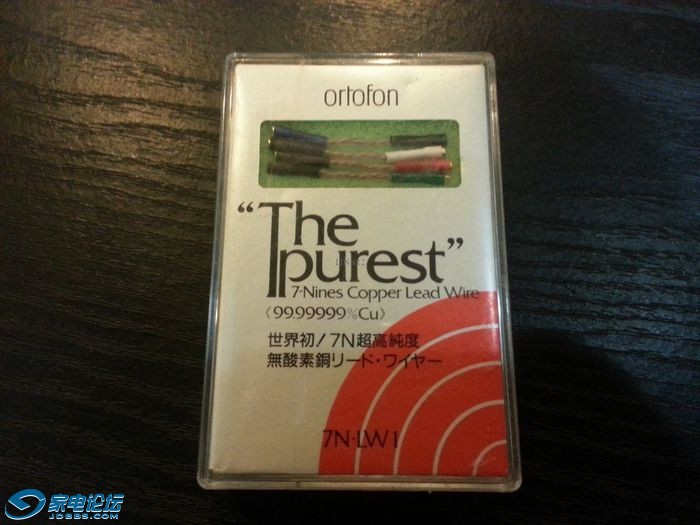 ortofon
“The
purest”
7-Nines Copper Lead Wire
〈99.99999%Cu〉
世界初!7N超高純度
無酸素銅リード・ワイヤー
7N·LW1
家电论坛
JDBBS.COM